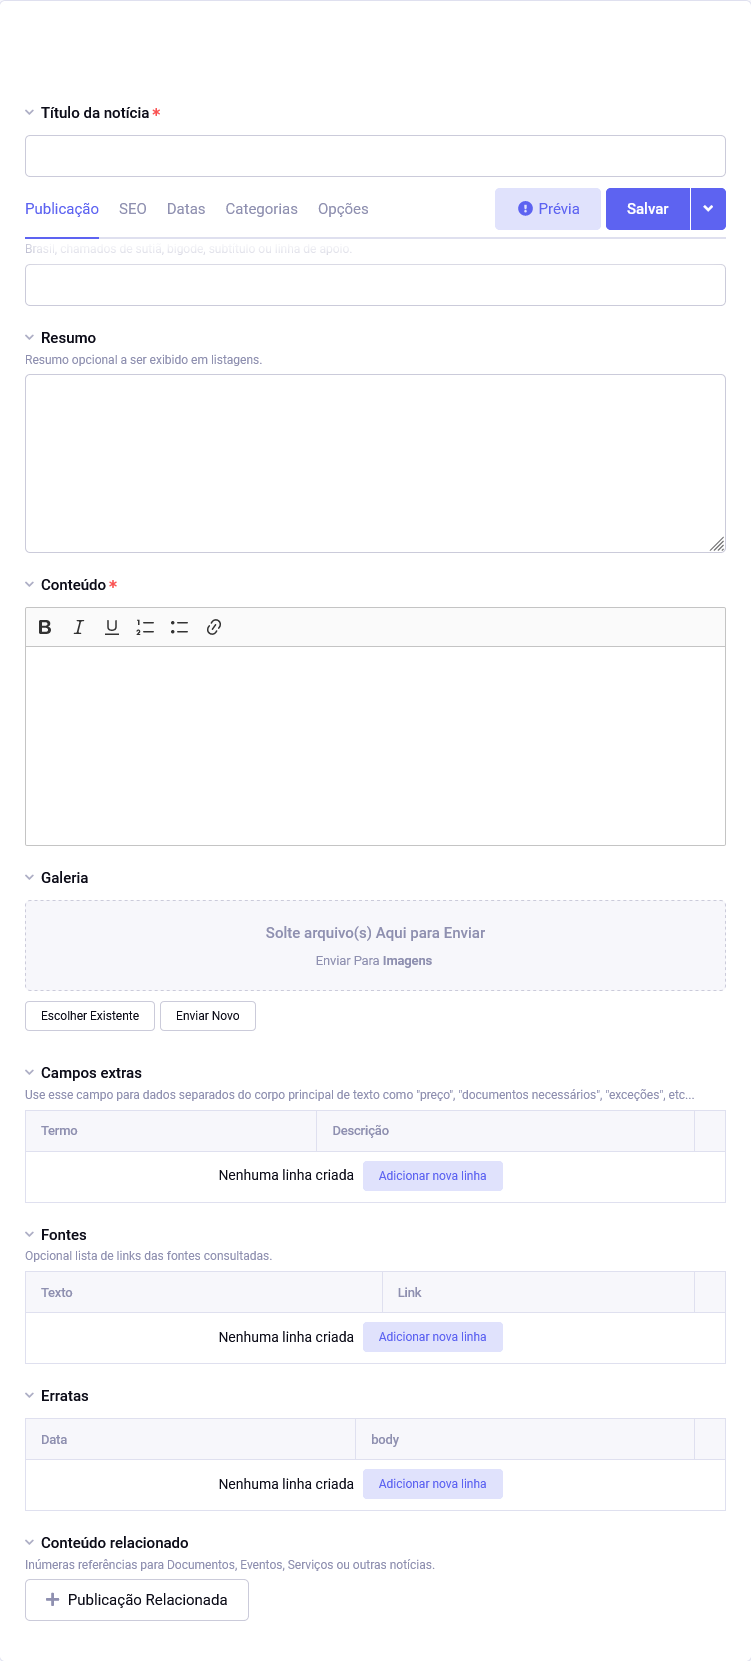 Título da notícia *
Publicação SEO Datas Categorias Opções Prévia Salvar
Brasil, chamados de sutiã, bigode, subtítulo ou linha de apoio.
Resumo
Resumo opcional a ser exibido em listagens.
Conteúdo *
B I U
Galeria
Solte arquivo(s) Aqui para Enviar
Enviar Para Imagens
Escolher Existente Enviar Novo
Campos extras
Use esse campo para dados separados do corpo principal de texto como "preço", "documentos necessários", "exceções", etc...
Termo Descrição
Nenhuma linha criada Adicionar nova linha
Fontes
Opcional lista de links das fontes consultadas.
Texto Link
Nenhuma linha criada Adicionar nova linha
Erratas
Data body
Nenhuma linha criada Adicionar nova linha
Conteúdo relacionado
Inúmeras referências para Documentos, Eventos, Serviços ou outras notícias.
+ Publicação Relacionada